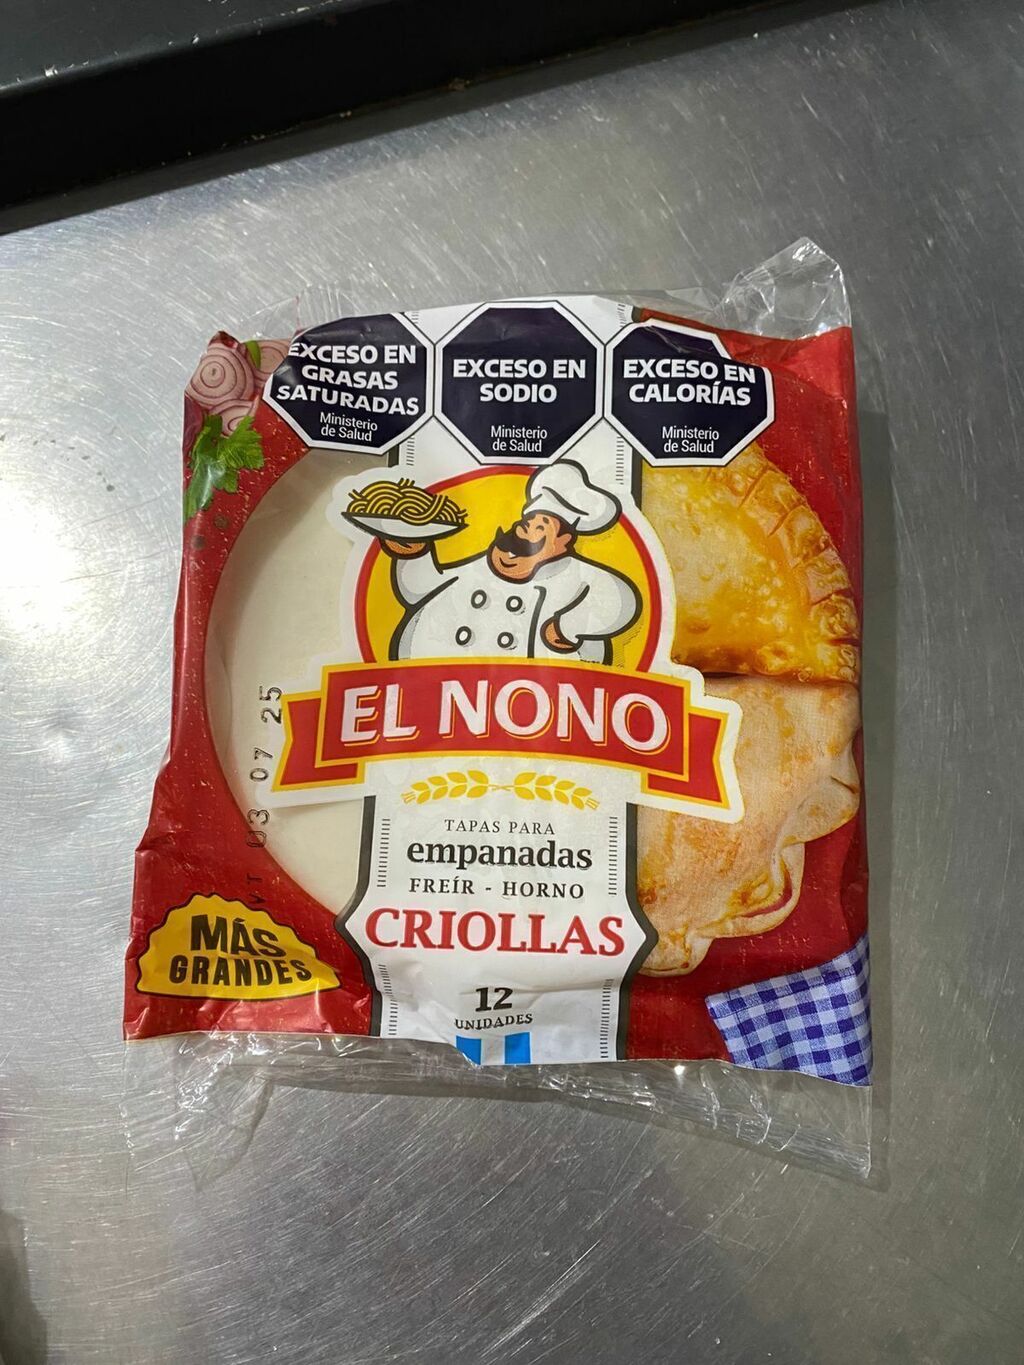 EXCESO EN
GRASAS
SATURADAS
Ministerio
de Salud
EXCESO EN
SODIO
Ministerio
de Salud
EXCESO EN
CALORÍAS
Ministerio
de Salud
EL NONO
TAPAS PARA
empanadas
FREÍR - HORNO
CRIOLLAS
12
UNIDADES
MÁS
GRANDES
VT 03 07 25